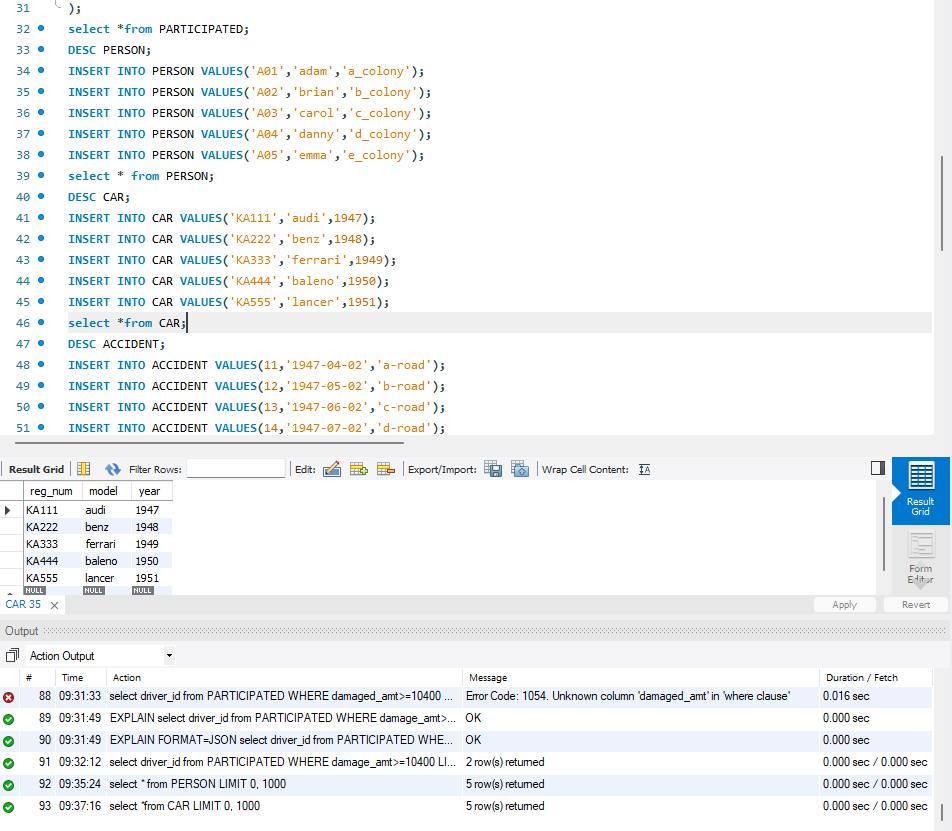 31 );
32 select *from PARTICIPATED;
33 DESC PERSON;
34 INSERT INTO PERSON VALUES('A01','adam','a_colony');
35 INSERT INTO PERSON VALUES('A02','brian','b_colony');
36 INSERT INTO PERSON VALUES('A03','carol','c_colony');
37 INSERT INTO PERSON VALUES('A04','danny','d_colony');
38 INSERT INTO PERSON VALUES('A05','emma','e_colony');
39 select * from PERSON;
40 DESC CAR;
41 INSERT INTO CAR VALUES('KA111','audi',1947);
42 INSERT INTO CAR VALUES('KA222','benz',1948);
43 INSERT INTO CAR VALUES('KA333','ferrari',1949);
44 INSERT INTO CAR VALUES('KA444','baleno',1950);
45 INSERT INTO CAR VALUES('KA555','lancer',1951);
46 select *from CAR;
47 DESC ACCIDENT;
48 INSERT INTO ACCIDENT VALUES(11,'1947-04-02','a-road');
49 INSERT INTO ACCIDENT VALUES(12,'1947-05-02','b-road');
50 INSERT INTO ACCIDENT VALUES(13,'1947-06-02','c-road');
51 INSERT INTO ACCIDENT VALUES(14,'1947-07-02','d-road');
Result Grid Filter Rows: Edit: Export/Import: Wrap Cell Content:
reg_num model year
KA111 audi 1947
KA222 benz 1948
KA333 ferrari 1949
KA444 baleno 1950
KA555 lancer 1951
NULL NULL NULL
Result
Grid
Form
Editor
CAR 35 Apply Revert
Output
Action Output
# Time Action Message Duration / Fetch
88 09:31:33 select driver_id from PARTICIPATED WHERE damaged_amt>=10400 ... Error Code: 1054. Unknown column 'damaged_amt' in 'where clause' 0.016 sec
89 09:31:49 EXPLAIN select driver_id from PARTICIPATED WHERE damage_amt>... OK 0.000 sec
90 09:31:49 EXPLAIN FORMAT=JSON select driver_id from PARTICIPATED WHE... OK 0.000 sec
91 09:32:12 select driver_id from PARTICIPATED WHERE damage_amt>=10400 LI... 2 row(s) returned 0.000 sec / 0.000 sec
92 09:35:24 select * from PERSON LIMIT 0, 1000 5 row(s) returned 0.000 sec / 0.000 sec
93 09:37:16 select *from CAR LIMIT 0, 1000 5 row(s) returned 0.000 sec / 0.000 sec